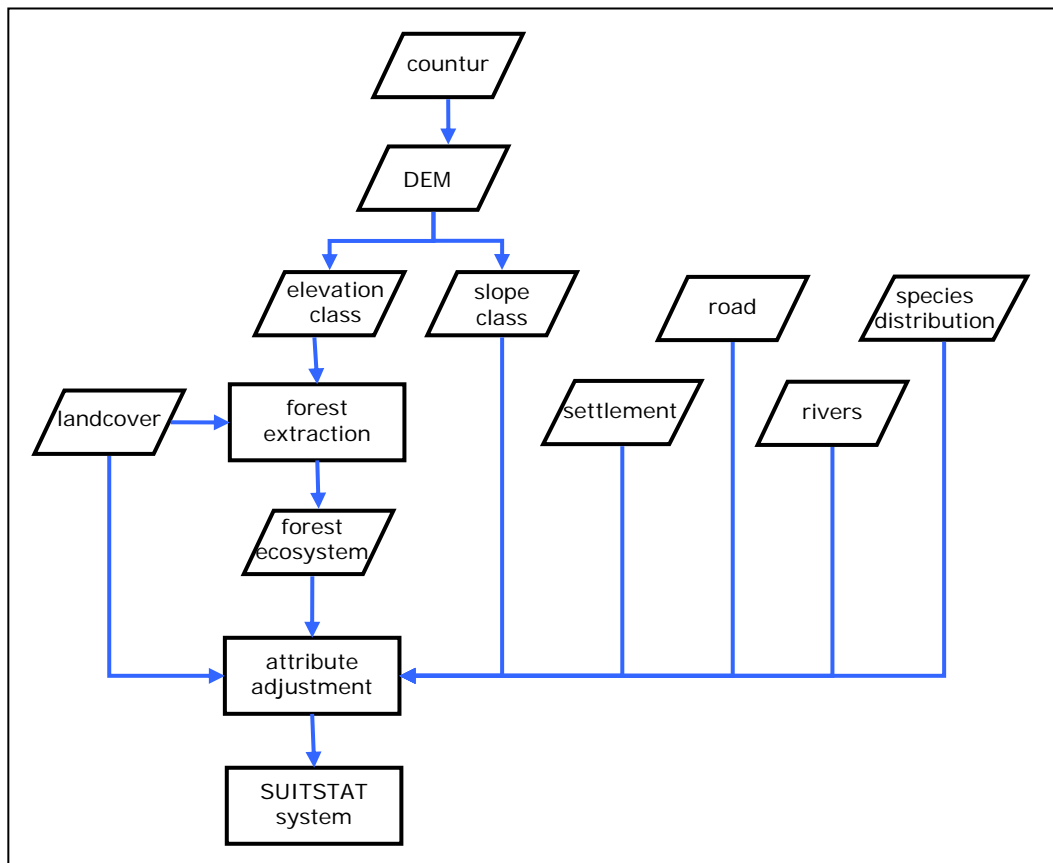 countur
DEM
elevation
class
slope
class
road
species
distribution
landcover
forest
extraction
settlement
rivers
forest
ecosystem
attribute
adjustment
SUITSTAT
system